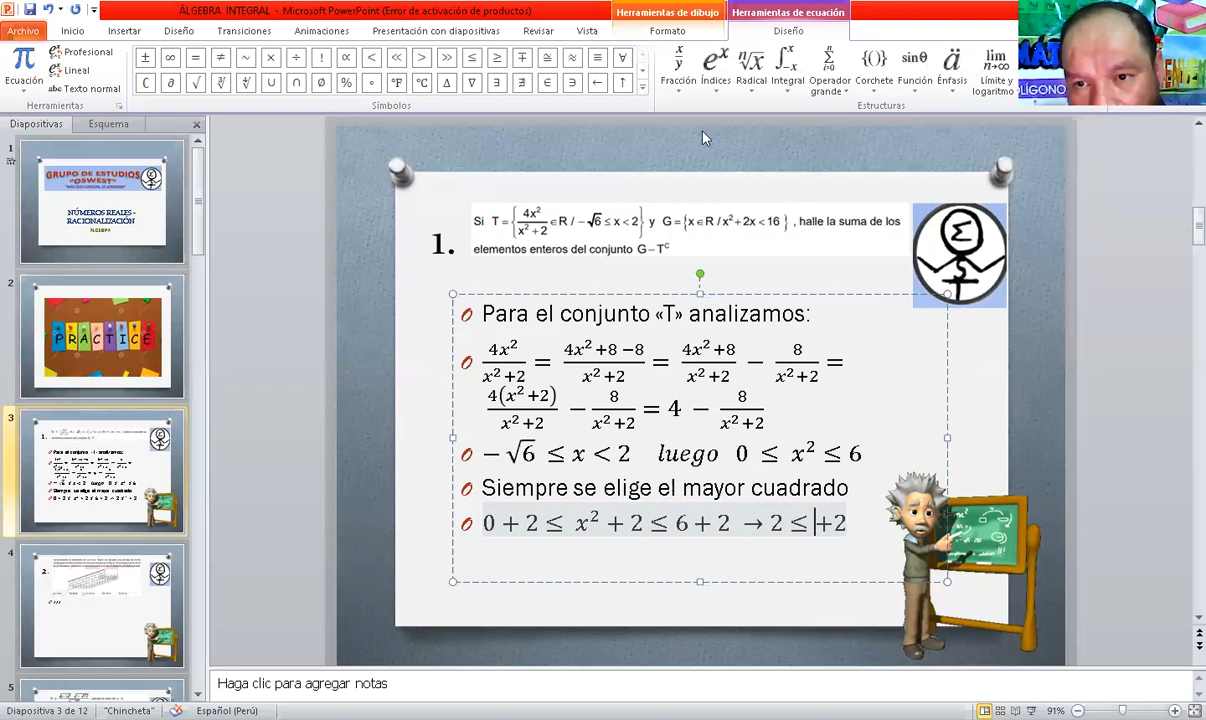 ÁLGEBRA INTEGRAL - Microsoft PowerPoint (Error de activación de productos)
Herramientas de dibujo
Herramientas de ecuación
Archivo Inicio Insertar Diseño Transiciones Animaciones Presentación con diapositivas Revisar Vista Formato Diseño
π Ecuación
Profesional
Lineal
abc Texto normal
Herramientas
± ∞ = ≠ ~ × ÷ ! ∝ < ≪ > ≫ ≤ ≥ ∓ ≅ ≈ ≡ ∀
∁ ∂ √ ∛ ∜ ∪ ∩ ∅ % ° °F °C ∆ ∇ ∃ ∄ ∈ ∋ ← ↑
Símbolos
Fracción Índices Radical Integral Operador grande Corchete Función Énfasis Límite y logaritmo
Estructuras
Diapositivas Esquema
1
GRUPO DE ESTUDIOS
"OSWEST"
NÚMEROS REALES - RACIONALIZACIÓN
ÁLGEBRA
2
PRACTICE
3
4
5
1.
Si T = {4x²/(x²+2) ∈ R / −√6 ≤ x < 2} y G = {x ∈ R / x² + 2x < 16}, halle la suma de los
elementos enteros del conjunto G − Tᶜ
Para el conjunto «T» analizamos:
4x²/(x²+2) = (4x²+8−8)/(x²+2) = (4x²+8)/(x²+2) − 8/(x²+2) =
4(x²+2)/(x²+2) − 8/(x²+2) = 4 − 8/(x²+2)
−√6 ≤ x < 2 luego 0 ≤ x² ≤ 6
Siempre se elige el mayor cuadrado
0 + 2 ≤ x² + 2 ≤ 6 + 2 → 2 ≤ +2
Haga clic para agregar notas
Diapositiva 3 de 12 "Chincheta" Español (Perú) 91%